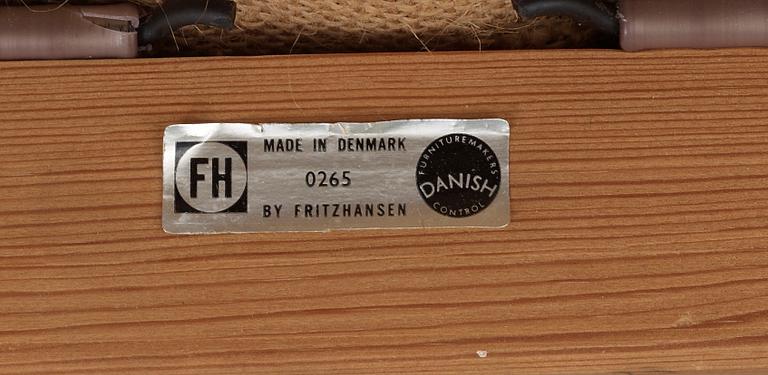 FH
MADE IN DENMARK
0265
BY FRITZHANSEN
FURNITUREMAKERS
DANISH
CONTROL